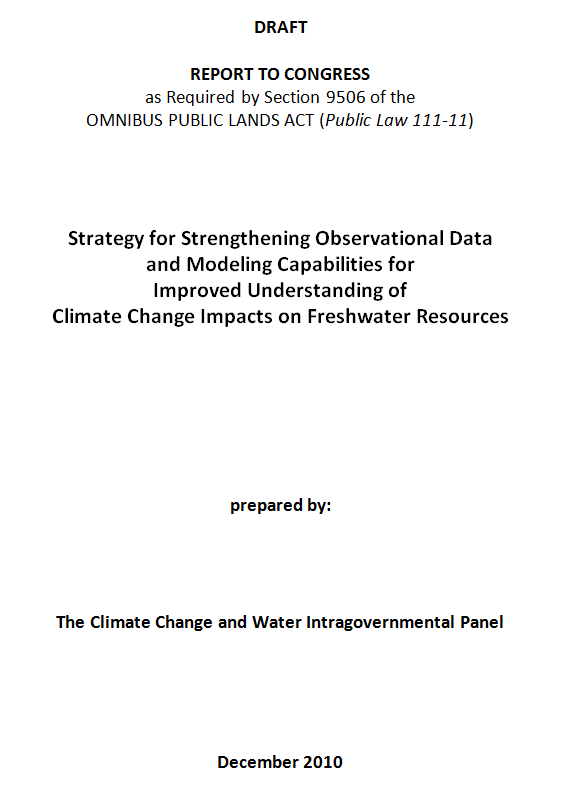 DRAFT
REPORT TO CONGRESS
as Required by Section 9506 of the
OMNIBUS PUBLIC LANDS ACT (Public Law 111-11)
Strategy for Strengthening Observational Data
and Modeling Capabilities for
Improved Understanding of
Climate Change Impacts on Freshwater Resources
prepared by:
The Climate Change and Water Intragovernmental Panel
December 2010